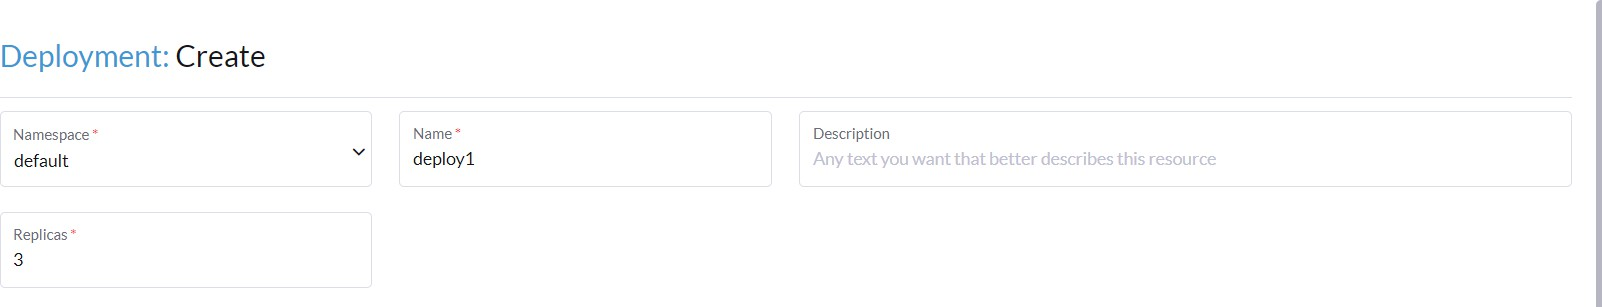 Deployment: Create
Namespace *
default
Name *
deploy1
Description
Any text you want that better describes this resource
Replicas *
3